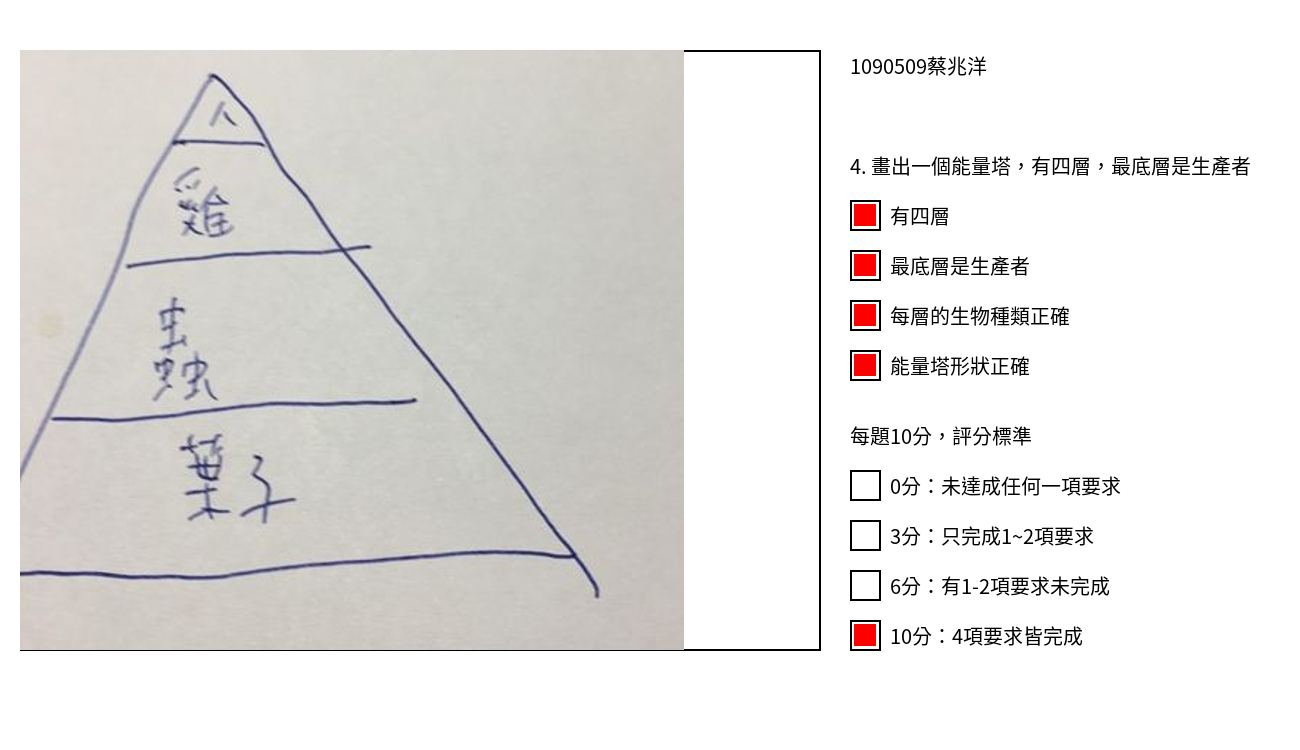 人
雞
蟲
葉子
1090509蔡兆洋
4. 畫出一個能量塔，有四層，最底層是生產者
有四層
最底層是生產者
每層的生物種類正確
能量塔形狀正確
每題10分，評分標準
0分：未達成任何一項要求
3分：只完成1~2項要求
6分：有1-2項要求未完成
10分：4項要求皆完成